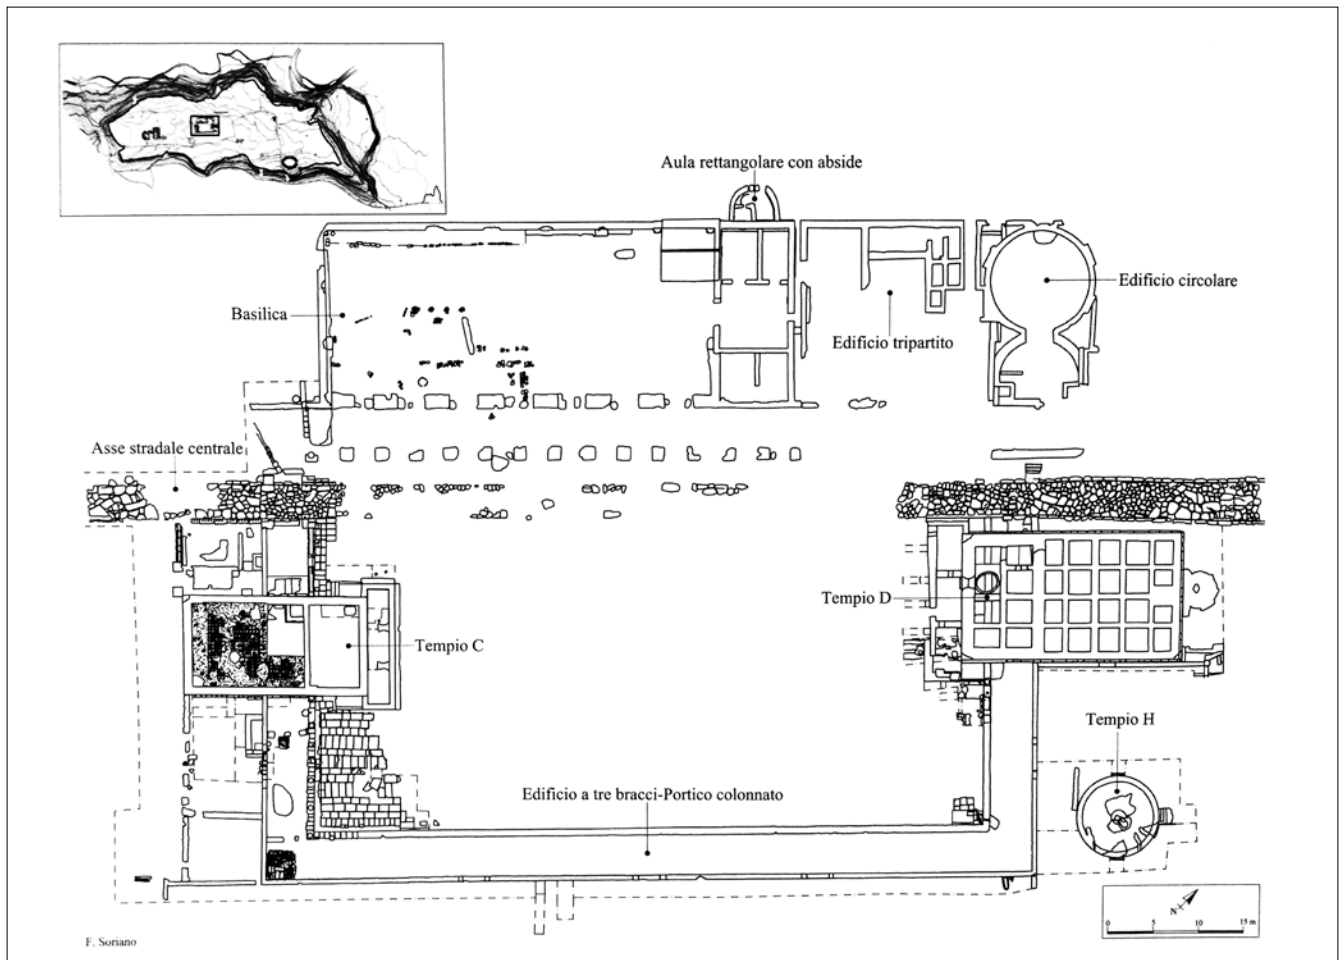 Aula rettangolare con abside
Edificio circolare
Basilica
Edificio tripartito
Asse stradale centrale
Tempio D
Tempio C
Tempio H
Edificio a tre bracci-Portico colonnato
N
0 5 10 15 m
F. Soriano